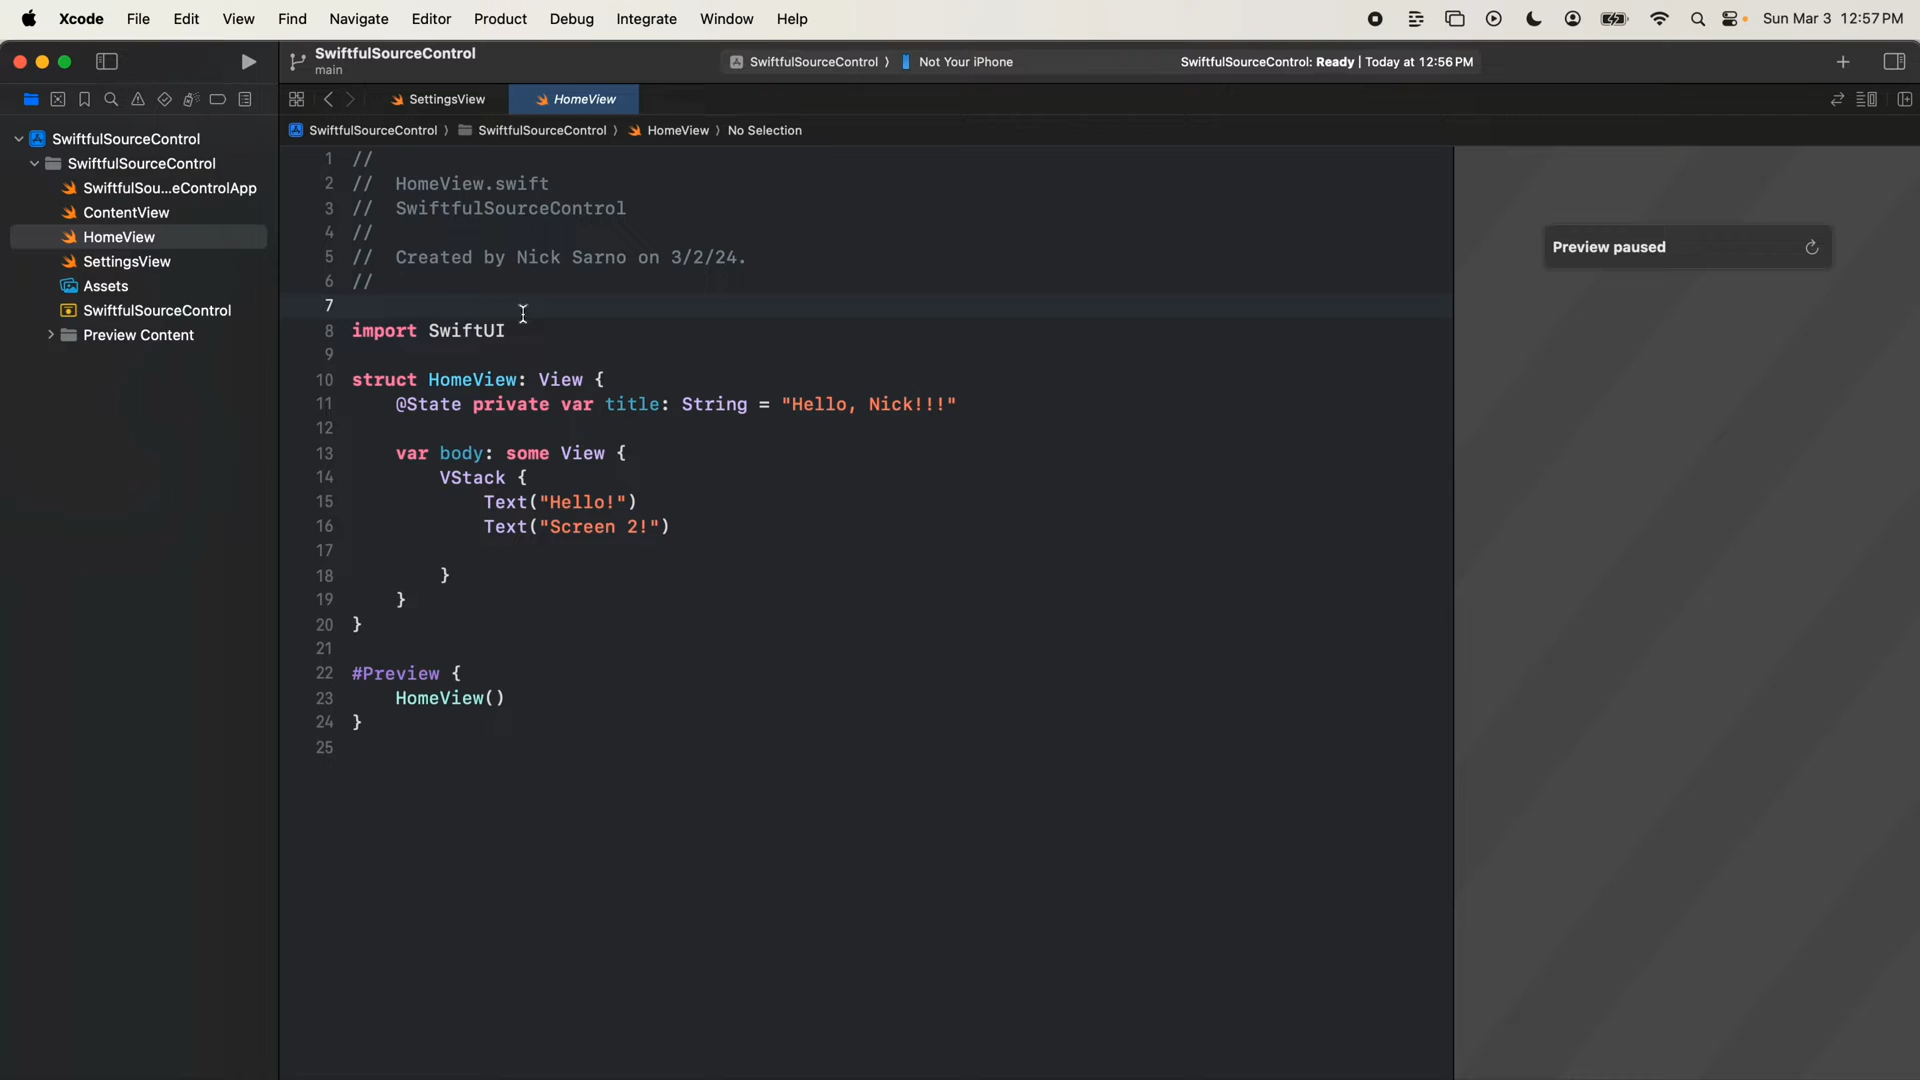 Xcode File Edit View Find Navigate Editor Product Debug Integrate Window Help Sun Mar 3 12:57 PM
SwiftfulSourceControl
main
SwiftfulSourceControl 〉 Not Your iPhone
SwiftfulSourceControl: Ready | Today at 12:56 PM
SettingsView HomeView
SwiftfulSourceControl 〉 SwiftfulSourceControl 〉 HomeView 〉 No Selection
SwiftfulSourceControl
SwiftfulSourceControl
SwiftfulSou...eControlApp
ContentView
HomeView
SettingsView
Assets
SwiftfulSourceControl
Preview Content
1 //
2 // HomeView.swift
3 // SwiftfulSourceControl
4 //
5 // Created by Nick Sarno on 3/2/24.
6 //
7
8 import SwiftUI
9
10 struct HomeView: View {
11 @State private var title: String = "Hello, Nick!!!"
12
13 var body: some View {
14 VStack {
15 Text("Hello!")
16 Text("Screen 2!")
17
18 }
19 }
20 }
21
22 #Preview {
23 HomeView()
24 }
25
Preview paused